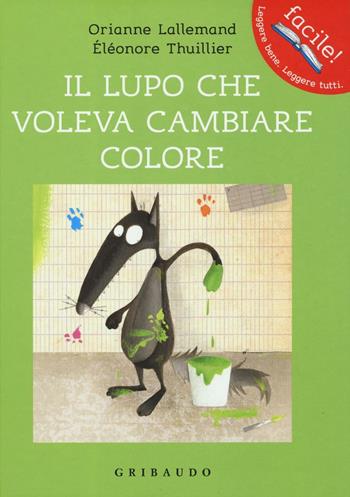 Orianne Lallemand
Éléonore Thuillier
facile!
Leggere bene. Leggere tutti.
IL LUPO CHE
VOLEVA CAMBIARE
COLORE
GRIBAUDO